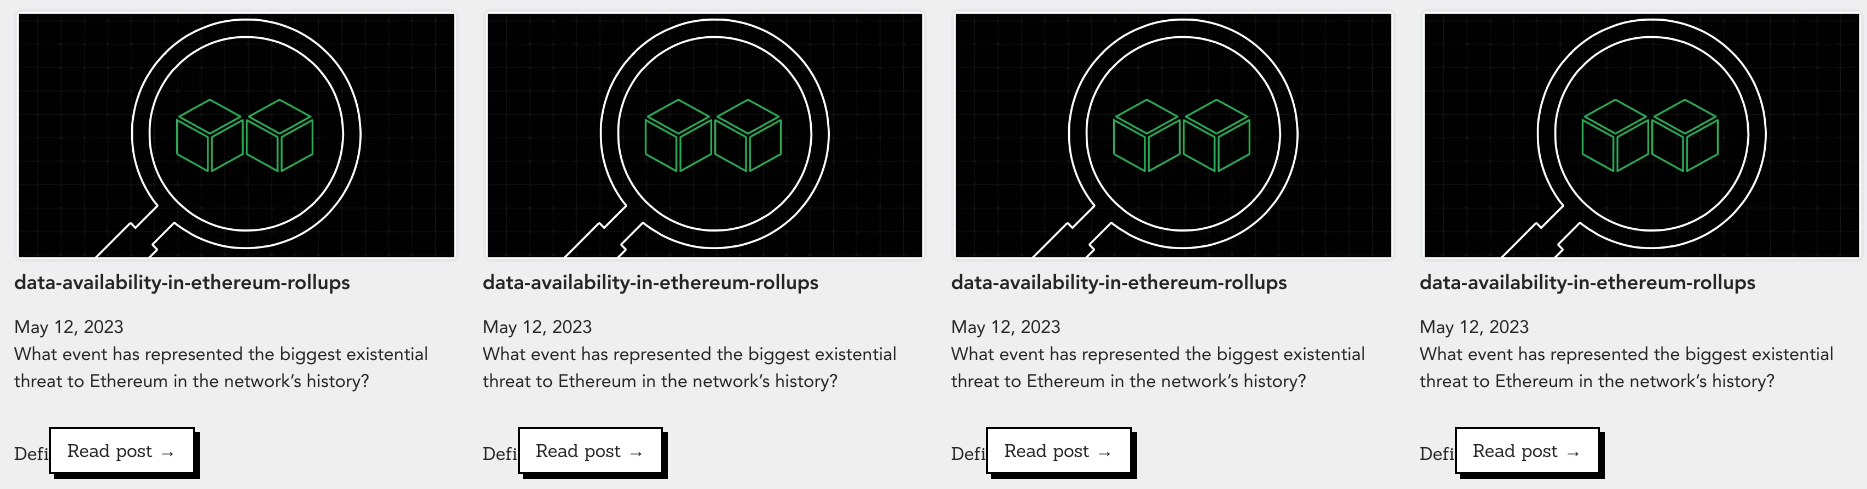 data-availability-in-ethereum-rollups
May 12, 2023
What event has represented the biggest existential
threat to Ethereum in the network’s history?
Defi
Read post →
data-availability-in-ethereum-rollups
May 12, 2023
What event has represented the biggest existential
threat to Ethereum in the network’s history?
Defi
Read post →
data-availability-in-ethereum-rollups
May 12, 2023
What event has represented the biggest existential
threat to Ethereum in the network’s history?
Defi
Read post →
data-availability-in-ethereum-rollups
May 12, 2023
What event has represented the biggest existential
threat to Ethereum in the network’s history?
Defi
Read post →